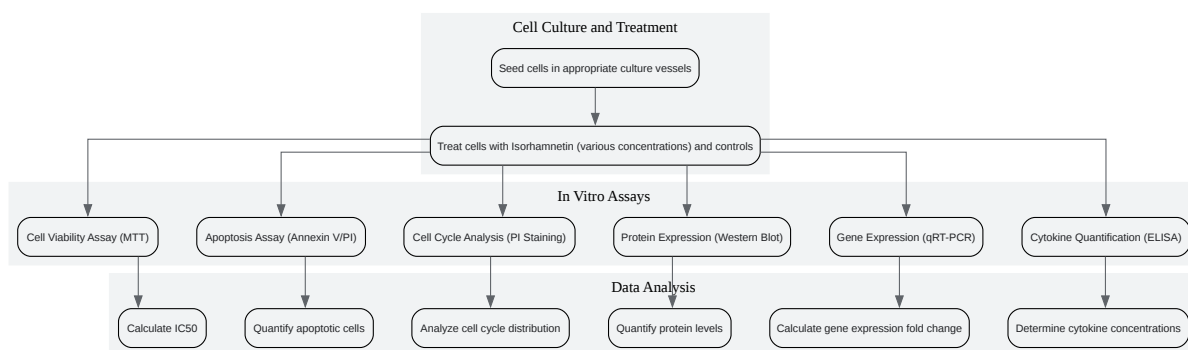 Cell Culture and Treatment
Seed cells in appropriate culture vessels
Treat cells with Isorhamnetin (various concentrations) and controls
In Vitro Assays
Cell Viability Assay (MTT)
Apoptosis Assay (Annexin V/PI)
Cell Cycle Analysis (PI Staining)
Protein Expression (Western Blot)
Gene Expression (qRT-PCR)
Cytokine Quantification (ELISA)
Data Analysis
Calculate IC50
Quantify apoptotic cells
Analyze cell cycle distribution
Quantify protein levels
Calculate gene expression fold change
Determine cytokine concentrations